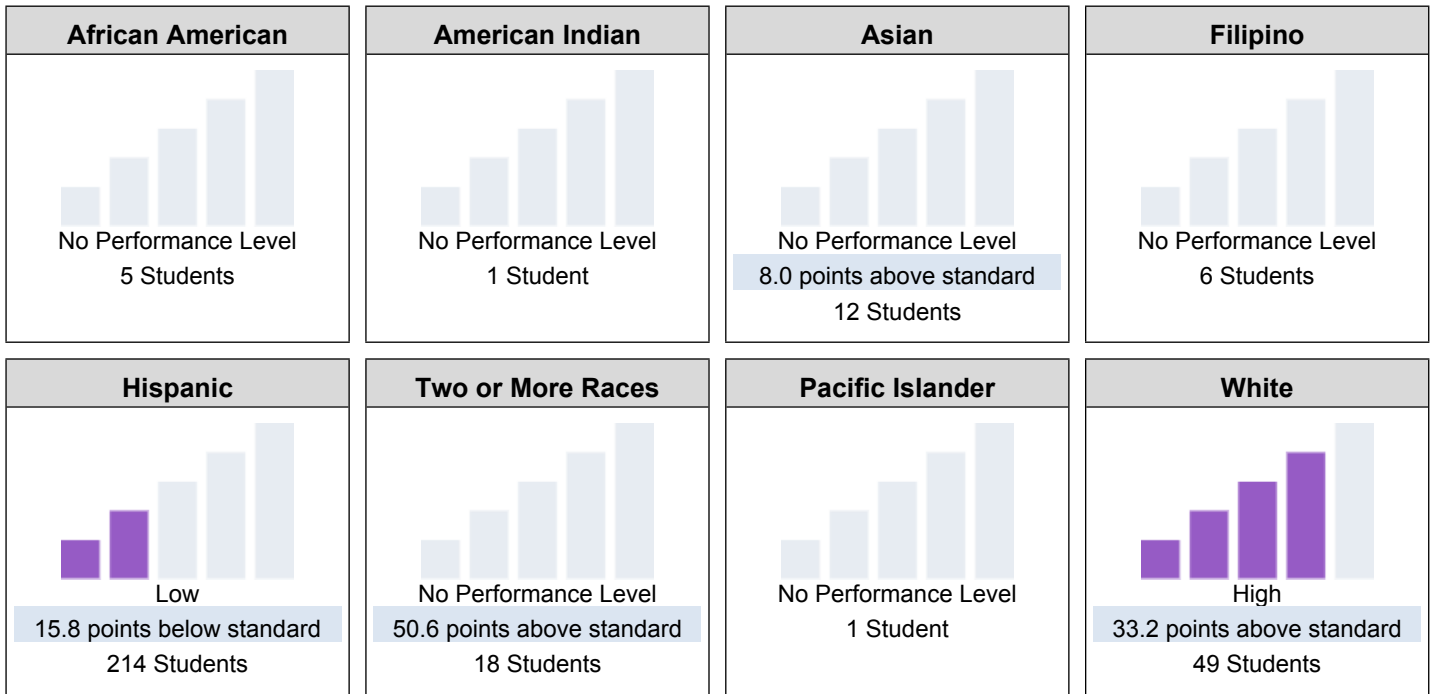 African American
No Performance Level
5 Students
American Indian
No Performance Level
1 Student
Asian
No Performance Level
8.0 points above standard
12 Students
Filipino
No Performance Level
6 Students
Hispanic
Low
15.8 points below standard
214 Students
Two or More Races
No Performance Level
50.6 points above standard
18 Students
Pacific Islander
No Performance Level
1 Student
White
High
33.2 points above standard
49 Students